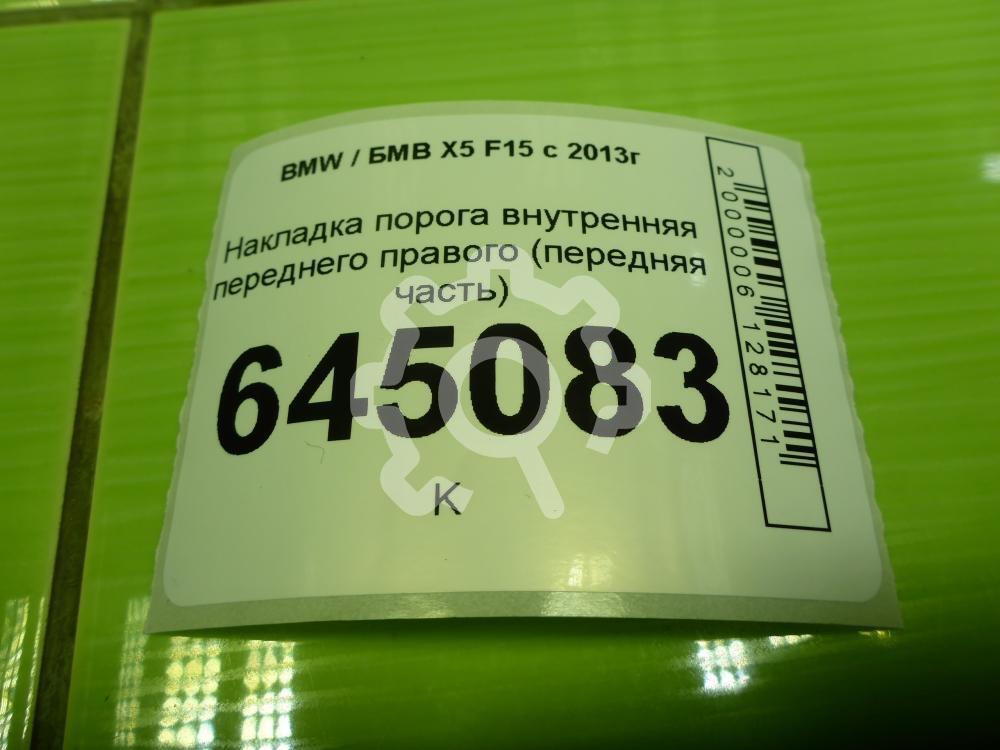 BMW / БМВ X5 F15 с 2013г
Накладка порога внутренняя
переднего правого (передняя
часть)
645083
К
2000006128171